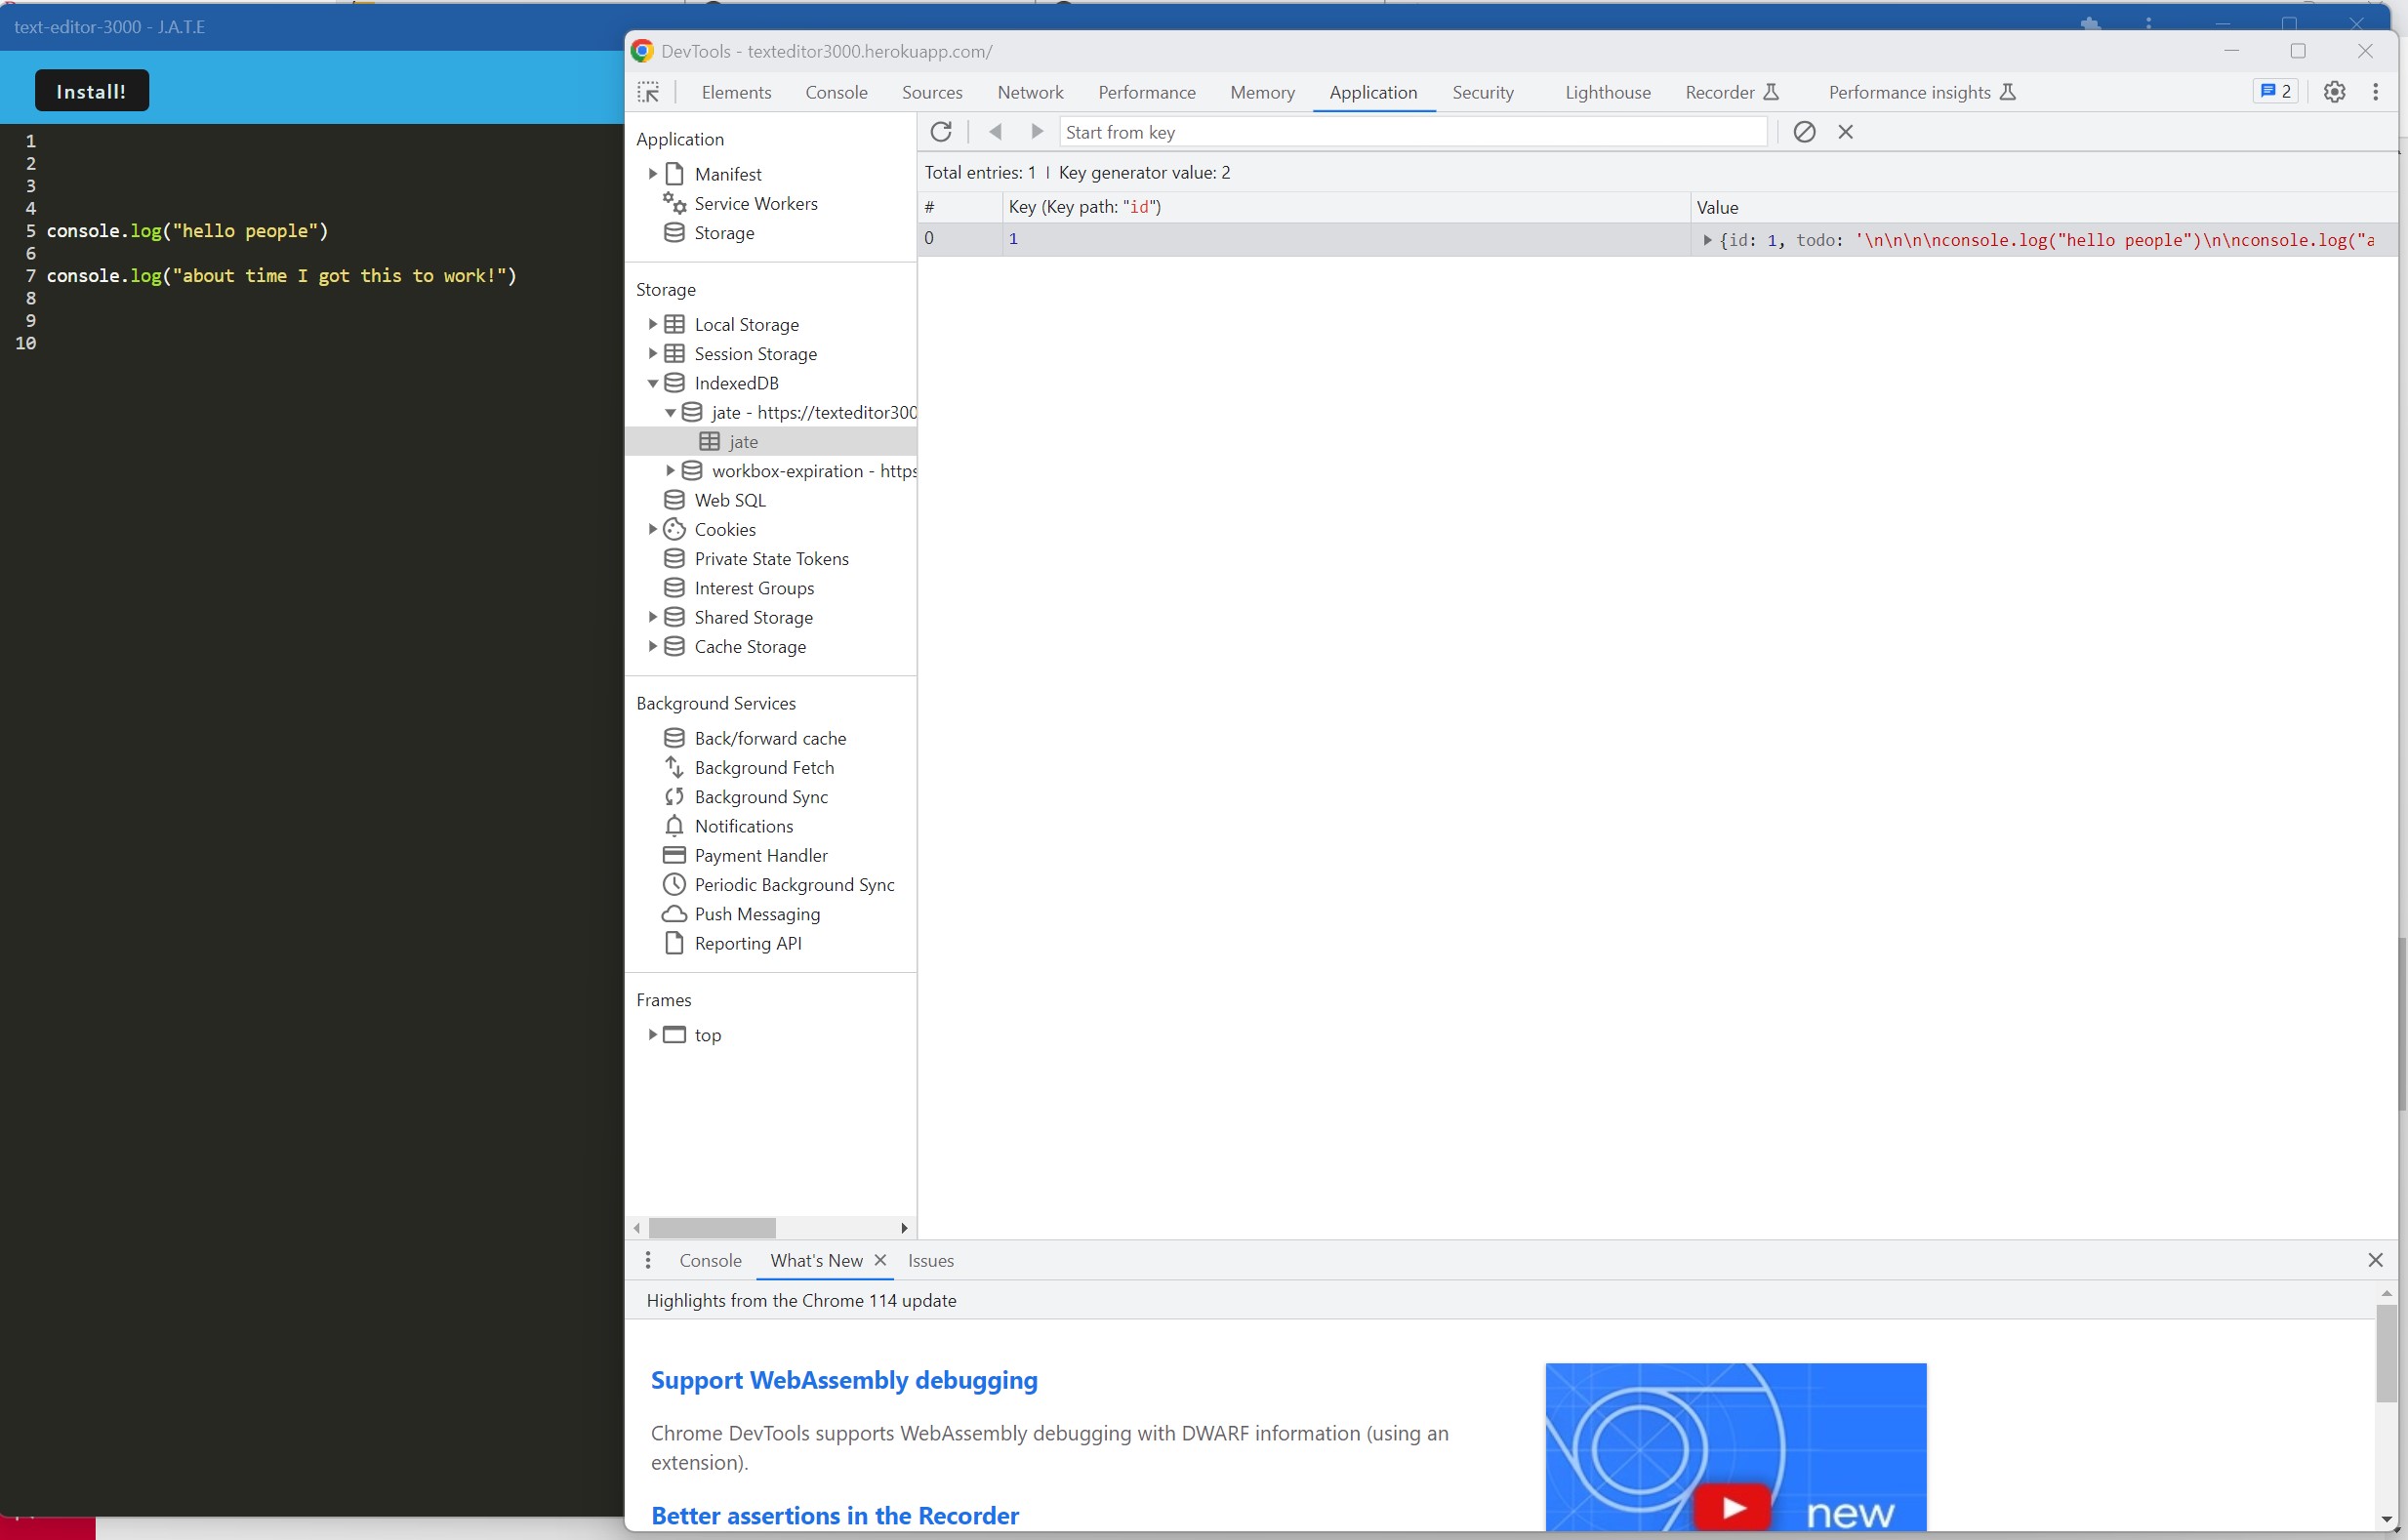 text-editor-3000 - J.A.T.E
Install!
1
2
3
4
5 console.log("hello people")
6
7 console.log("about time I got this to work!")
8
9
10
DevTools - texteditor3000.herokuapp.com/
Elements Console Sources Network Performance Memory Application Security Lighthouse Recorder Performance insights 2
Application
Manifest
Service Workers
Storage
Storage
Local Storage
Session Storage
IndexedDB
jate - https://texteditor300
jate
workbox-expiration - https
Web SQL
Cookies
Private State Tokens
Interest Groups
Shared Storage
Cache Storage
Background Services
Back/forward cache
Background Fetch
Background Sync
Notifications
Payment Handler
Periodic Background Sync
Push Messaging
Reporting API
Frames
top
Start from key
Total entries: 1 | Key generator value: 2
# Key (Key path: "id") Value
0 1 {id: 1, todo: '\n\n\n\nconsole.log("hello people")\n\nconsole.log("a
Console What's New Issues
Highlights from the Chrome 114 update
Support WebAssembly debugging
Chrome DevTools supports WebAssembly debugging with DWARF information (using an
extension).
Better assertions in the Recorder
new